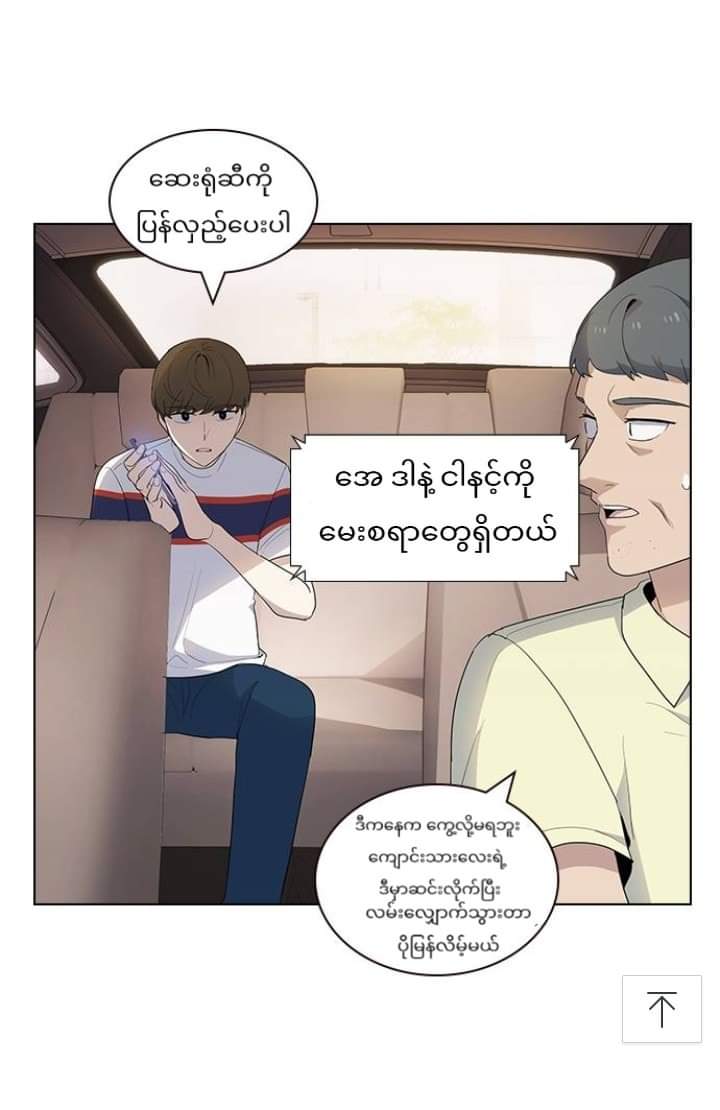 ဆေးရုံဆီကို
ပြန်လှည့်ပေးပါ
အေ ဒါနဲ့ ငါနင့်ကို
မေးစရာတွေရှိတယ်
ဒီကနေက ကွေ့လို့မရဘူး
ကျောင်းသားလေးရဲ့
ဒီမှာဆင်းလိုက်ပြီး
လမ်းလျှောက်သွားတာ
ပိုမြန်လိမ့်မယ်